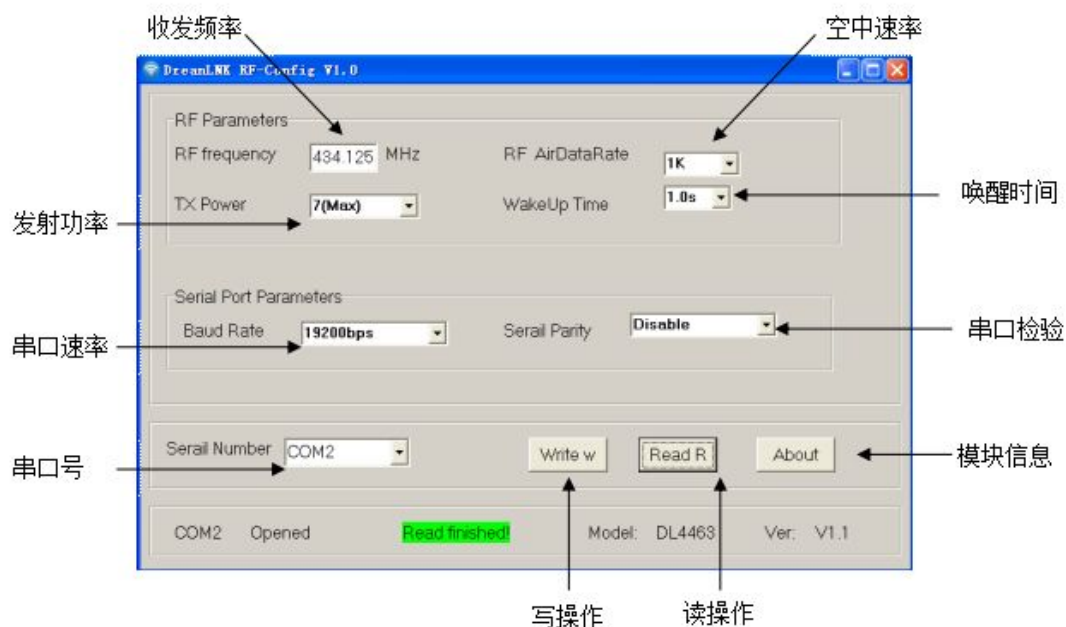 收发频率
空中速率
DreamLNK RF-Config V1.0
RF Parameters
RF frequency 434.125 MHz RF AirDataRate 1K
TX Power 7(Max) WakeUp Time 1.0s
唤醒时间
发射功率
Serial Port Parameters
Baud Rate 19200bps Serail Parity Disable
串口速率
串口检验
Serail Number COM2 Write w Read R About
串口号
模块信息
COM2 Opened Read finished! Model: DL4463 Ver: V1.1
写操作
读操作